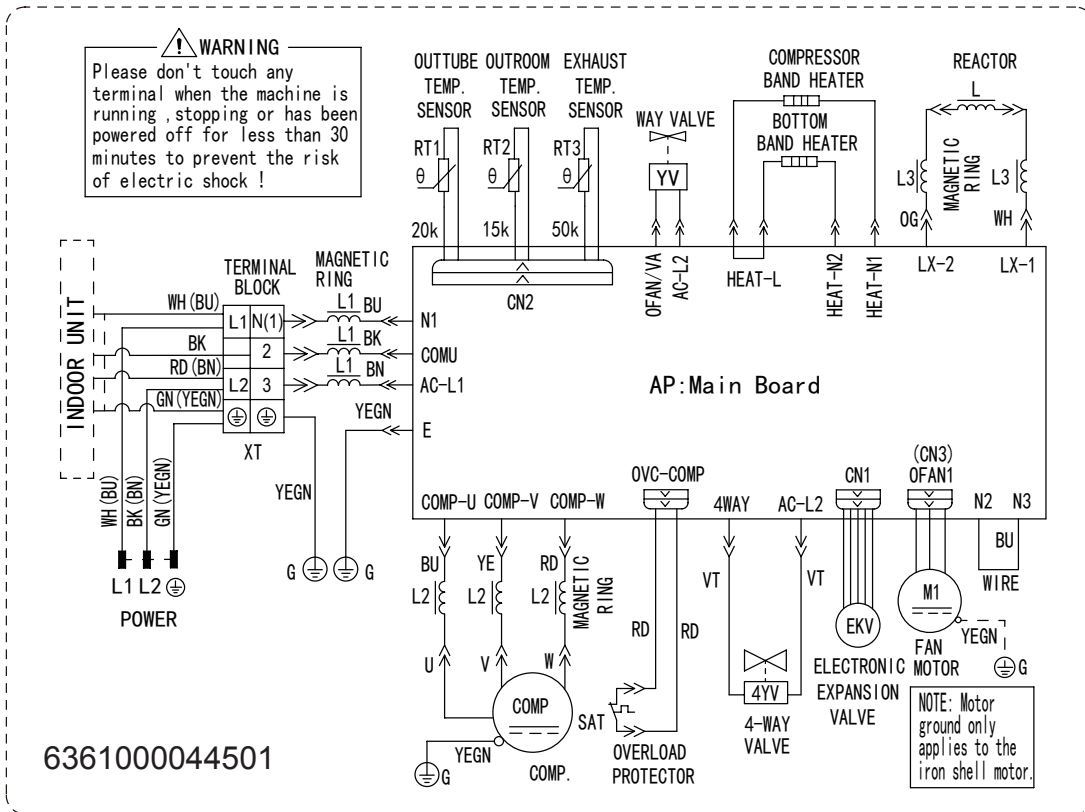 WARNING
Please don't touch any
terminal when the machine is
running ,stopping or has been
powered off for less than 30
minutes to prevent the risk
of electric shock !
OUTTUBE OUTROOM EXHAUST
TEMP. TEMP. TEMP.
SENSOR SENSOR SENSOR
RT1 RT2 RT3
θ θ θ
20k 15k 50k
CN2
WAY VALVE
YV
OFAN/VA
AC-L2
COMPRESSOR
BAND HEATER
BOTTOM
BAND HEATER
HEAT-L
HEAT-N2
HEAT-N1
REACTOR
L
L3 L3
MAGNETIC
RING
OG WH
LX-2 LX-1
INDOOR UNIT
WH(BU)
BK
RD(BN)
GN(YEGN)
TERMINAL
BLOCK
L1 N(1)
2
L2 3
XT
MAGNETIC
RING
L1 BU
L1 BK
L1 BN
N1
COMU
AC-L1
YEGN
E
AP:Main Board
WH(BU)
BK(BN)
GN(YEGN)
L1 L2
POWER
YEGN
G G
COMP-U COMP-V COMP-W
BU YE RD
L2 L2 L2
MAGNETIC
RING
U V W
COMP
YEGN
G
COMP.
OVC-COMP
RD RD
SAT
OVERLOAD
PROTECTOR
4WAY AC-L2
VT VT
4YV
4-WAY
VALVE
CN1
EKV
ELECTRONIC
EXPANSION
VALVE
(CN3)
OFAN1
M1
FAN
MOTOR
YEGN
G
N2 N3
BU
WIRE
NOTE: Motor
ground only
applies to the
iron shell motor.
6361000044501